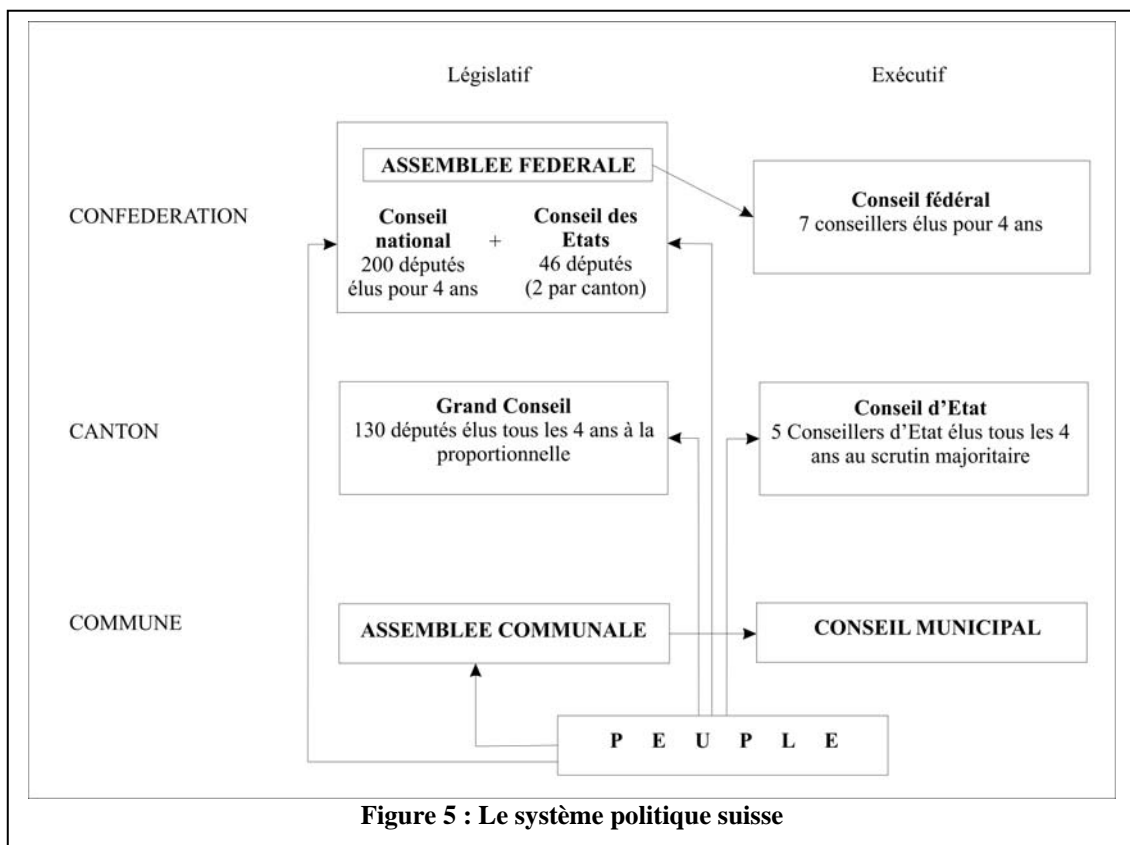 Législatif
Exécutif
CONFEDERATION
ASSEMBLEE FEDERALE
Conseil
national
200 députés
élus pour 4 ans
+
Conseil des
Etats
46 députés
(2 par canton)
Conseil fédéral
7 conseillers élus pour 4 ans
CANTON
Grand Conseil
130 députés élus tous les 4 ans à la
proportionnelle
Conseil d'Etat
5 Conseillers d'Etat élus tous les 4
ans au scrutin majoritaire
COMMUNE
ASSEMBLEE COMMUNALE
CONSEIL MUNICIPAL
P E U P L E
Figure 5 : Le système politique suisse